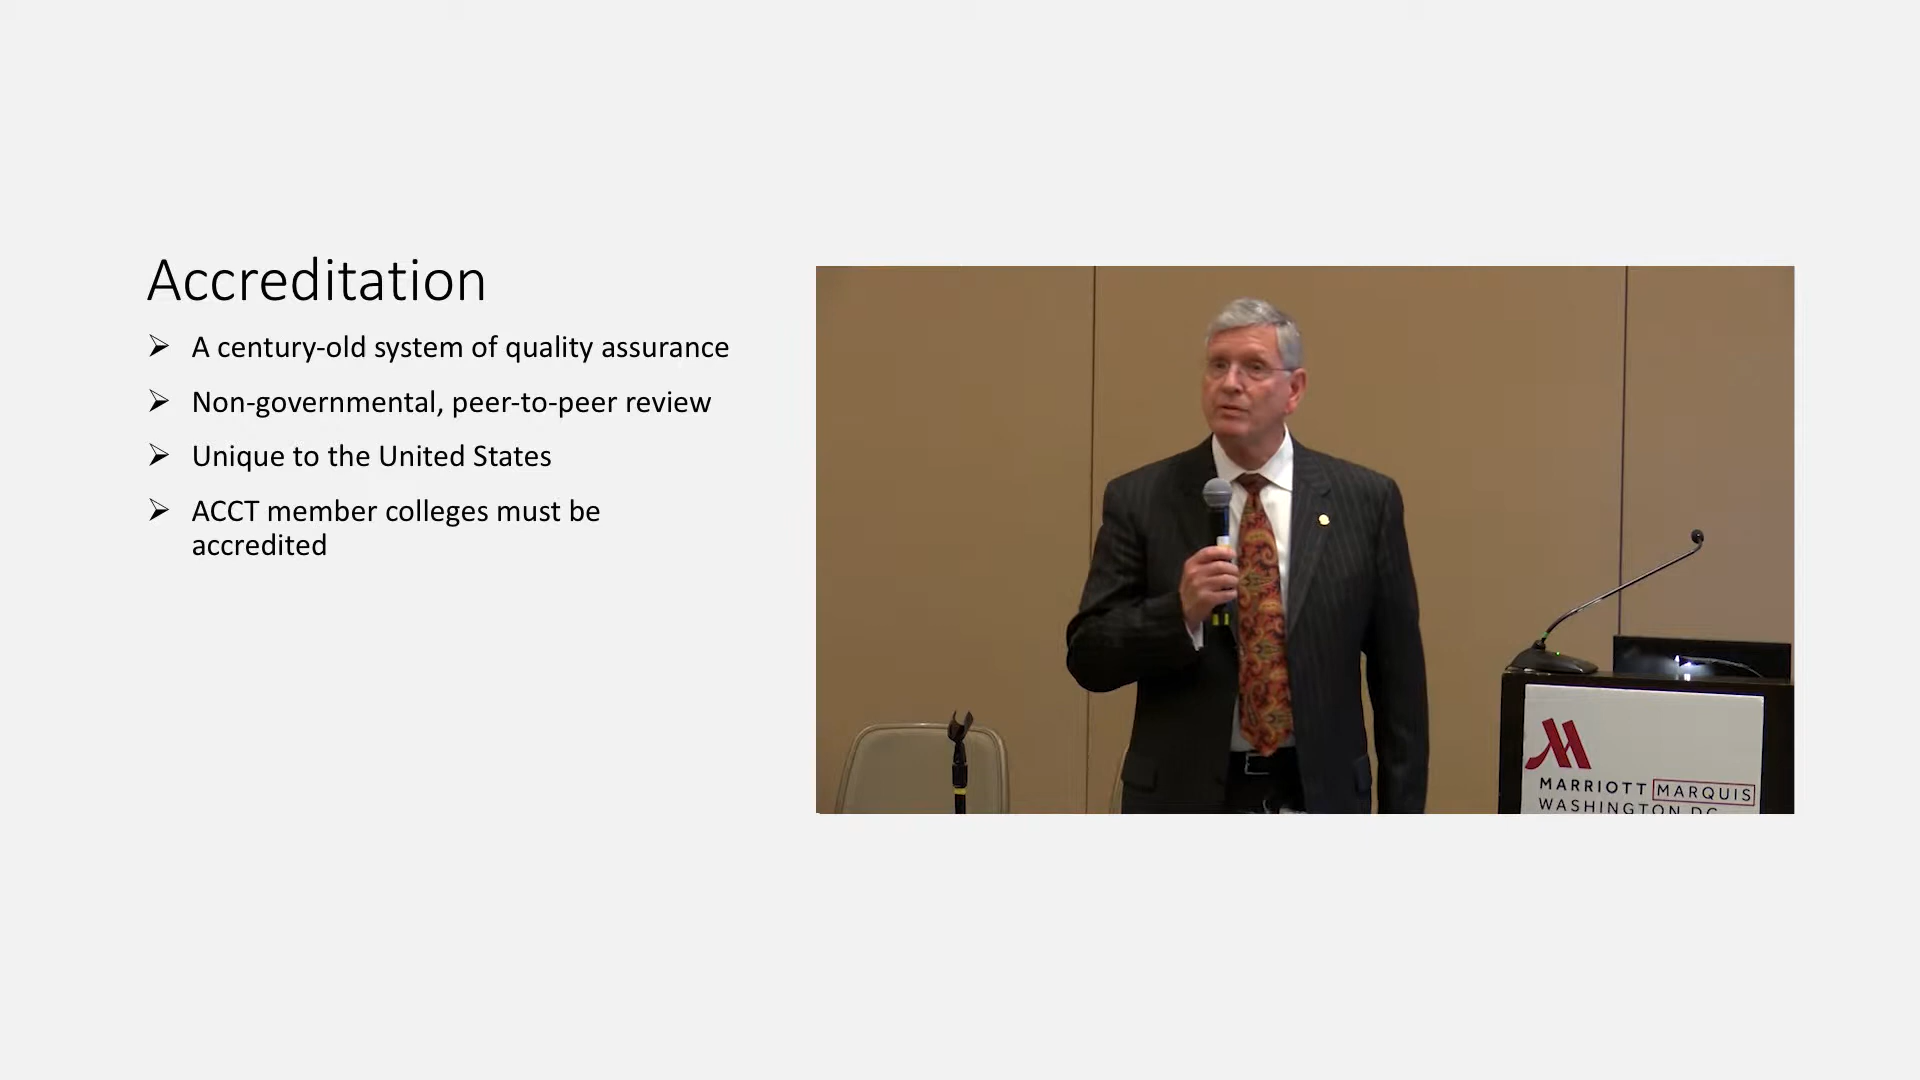 Accreditation
A century-old system of quality assurance
Non-governmental, peer-to-peer review
Unique to the United States
ACCT member colleges must be
accredited
MARRIOTT MARQUIS
WASHINGTON DC